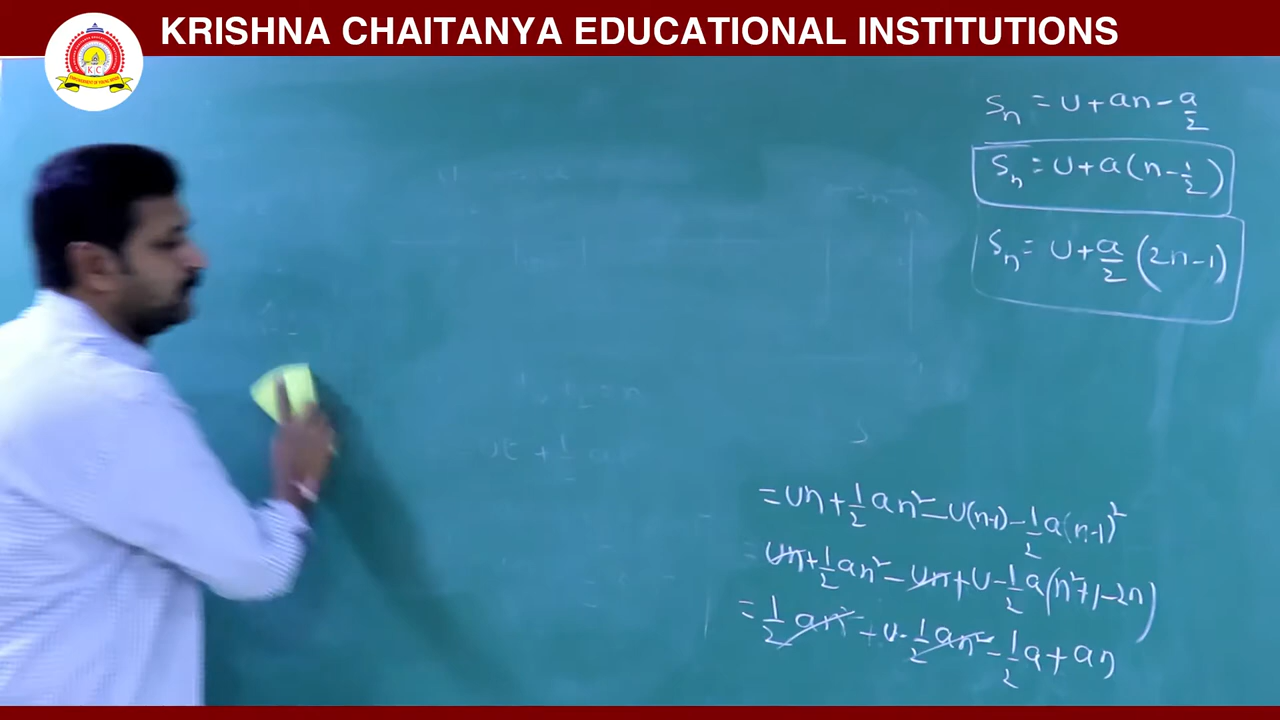 KRISHNA CHAITANYA EDUCATIONAL INSTITUTIONS
K C
Sₙ = U + an - a/2
Sₙ = U + a(n - 1/2)
Sₙ = U + a/2 (2n - 1)
= Un + 1/2 an² - U(n-1) - 1/2 a(n-1)²
= Un + 1/2 an² - Un + U - 1/2 a(n² + 1 - 2n)
= 1/2 an² + U - 1/2 an² - 1/2 a + an